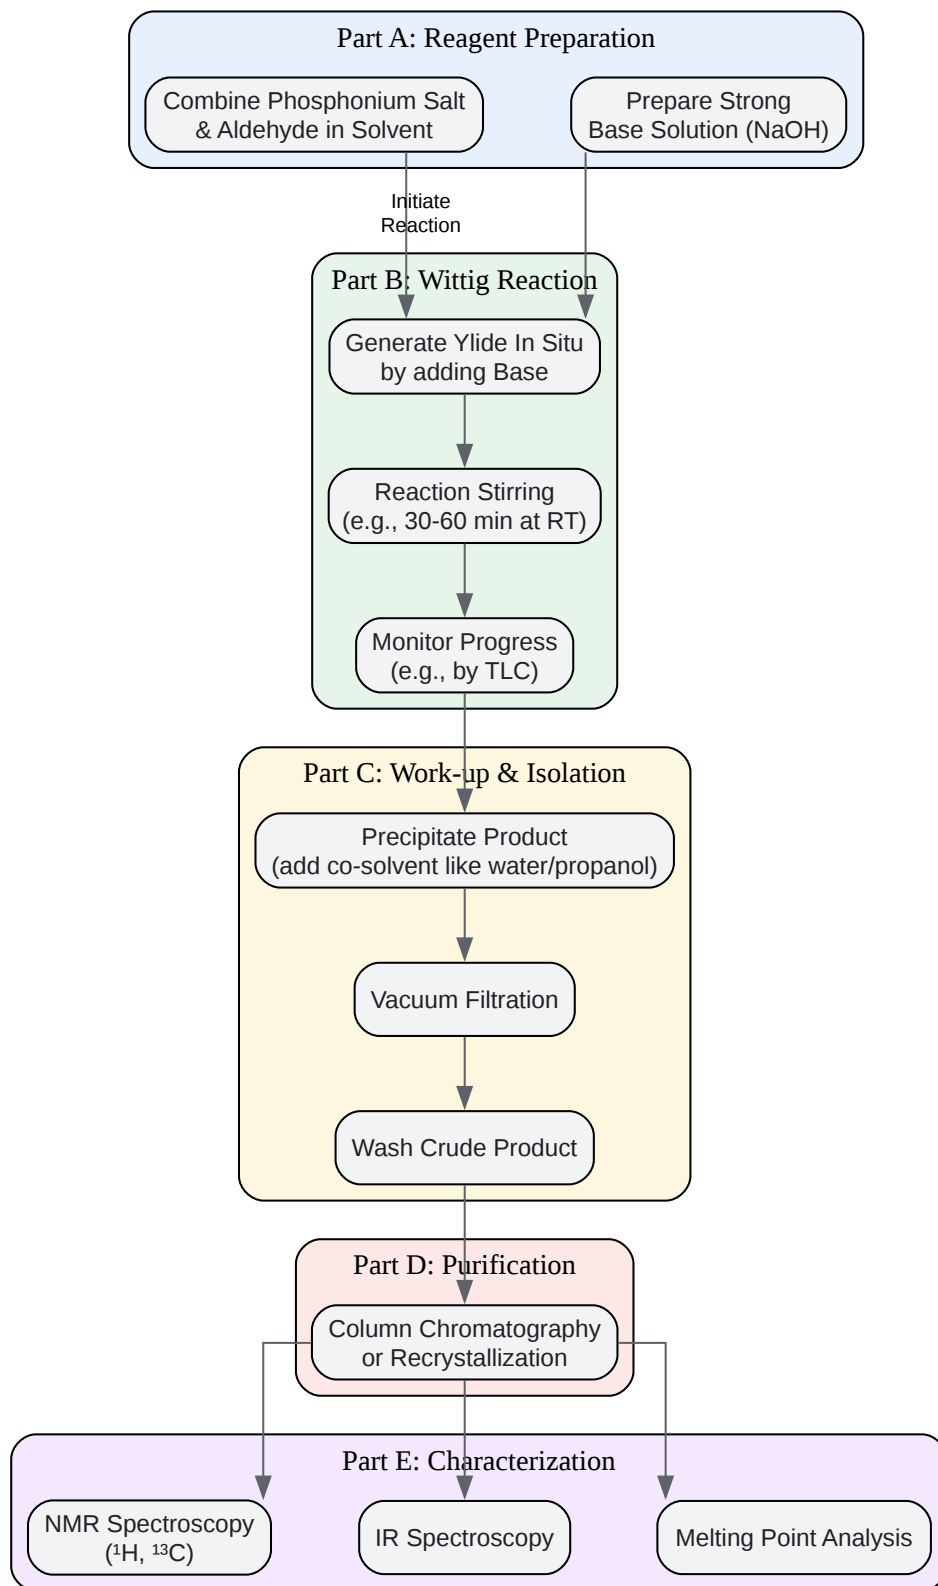 Part A: Reagent Preparation
Combine Phosphonium Salt
& Aldehyde in Solvent
Prepare Strong
Base Solution (NaOH)
Initiate
Reaction
Part B: Wittig Reaction
Generate Ylide In Situ
by adding Base
Reaction Stirring
(e.g., 30-60 min at RT)
Monitor Progress
(e.g., by TLC)
Part C: Work-up & Isolation
Precipitate Product
(add co-solvent like water/propanol)
Vacuum Filtration
Wash Crude Product
Part D: Purification
Column Chromatography
or Recrystallization
Part E: Characterization
NMR Spectroscopy
(¹H, ¹³C)
IR Spectroscopy
Melting Point Analysis